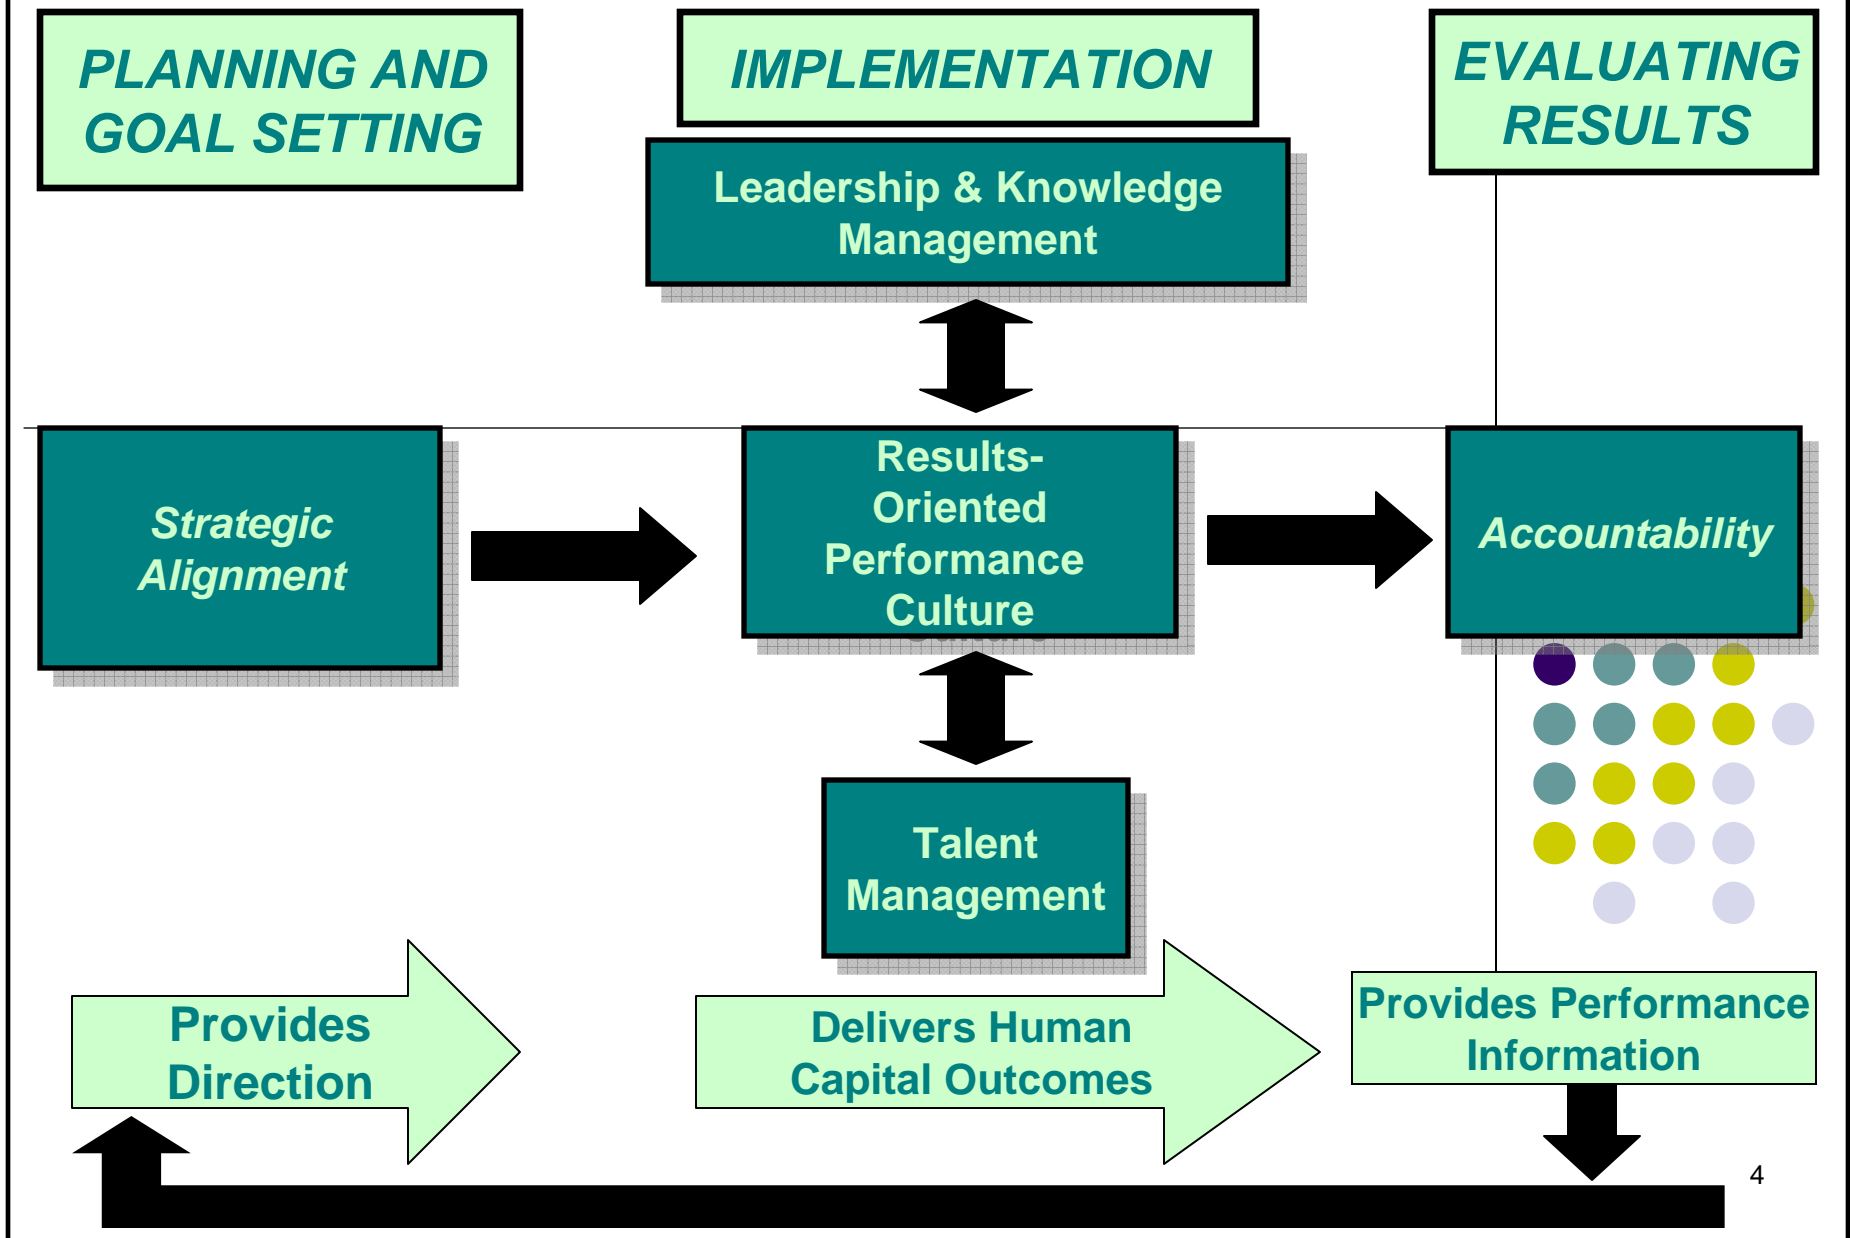 PLANNING AND
GOAL SETTING
IMPLEMENTATION
EVALUATING
RESULTS
Leadership & Knowledge
Management
Strategic
Alignment
Results-
Oriented
Performance
Culture
Accountability
Talent
Management
Provides
Direction
Delivers Human
Capital Outcomes
Provides Performance
Information
4